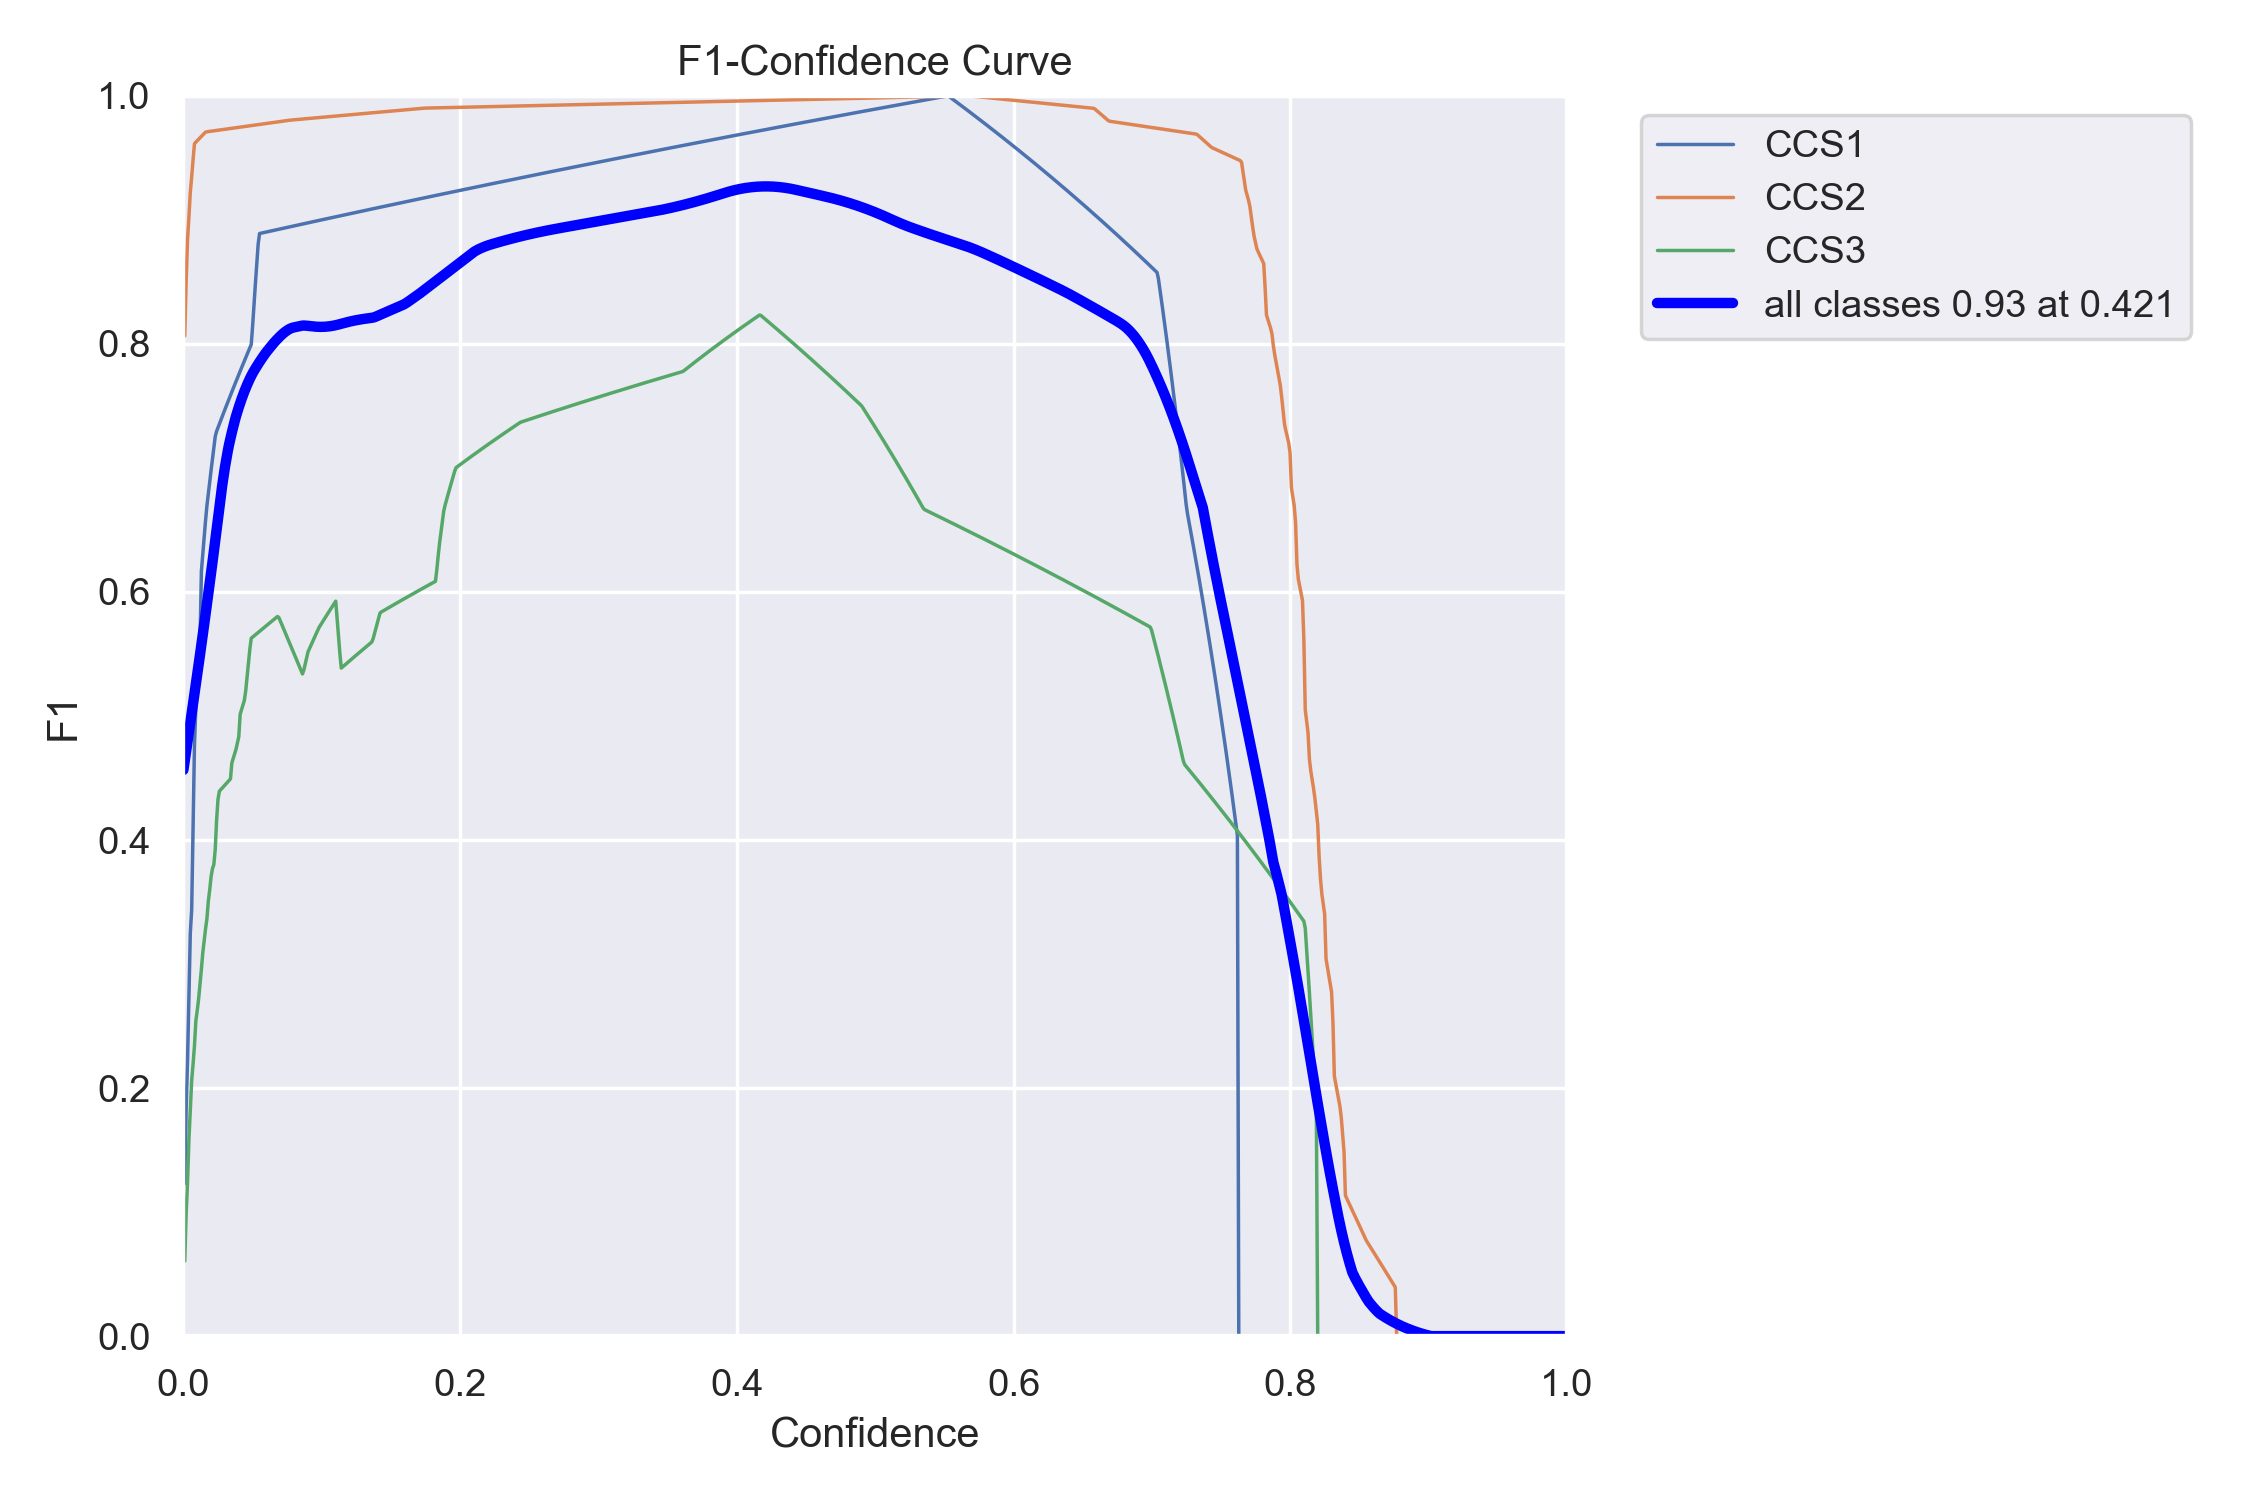 F1-Confidence Curve
1.0
0.8
0.6
0.4
0.2
0.0
F1
0.0 0.2 0.4 0.6 0.8 1.0
Confidence
CCS1
CCS2
CCS3
all classes 0.93 at 0.421